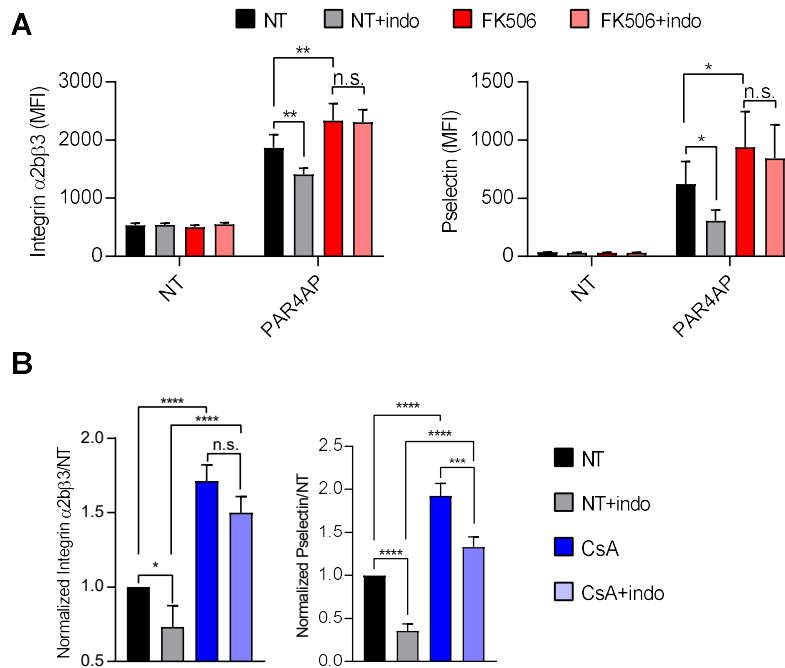 A
NT NT+indo FK506 FK506+indo
Integrin α2bβ3 (MFI)
3000
2000
1000
0
**
**
n.s.
NT
PAR4AP
Pselectin (MFI)
1500
1000
500
0
*
*
n.s.
NT
PAR4AP
B
Normalized Integrin α2bβ3/NT
2.0
1.5
1.0
0.5
****
****
n.s.
*
Normalized Pselectin/NT
2.5
2.0
1.5
1.0
0.5
0.0
****
****
***
****
NT
NT+indo
CsA
CsA+indo